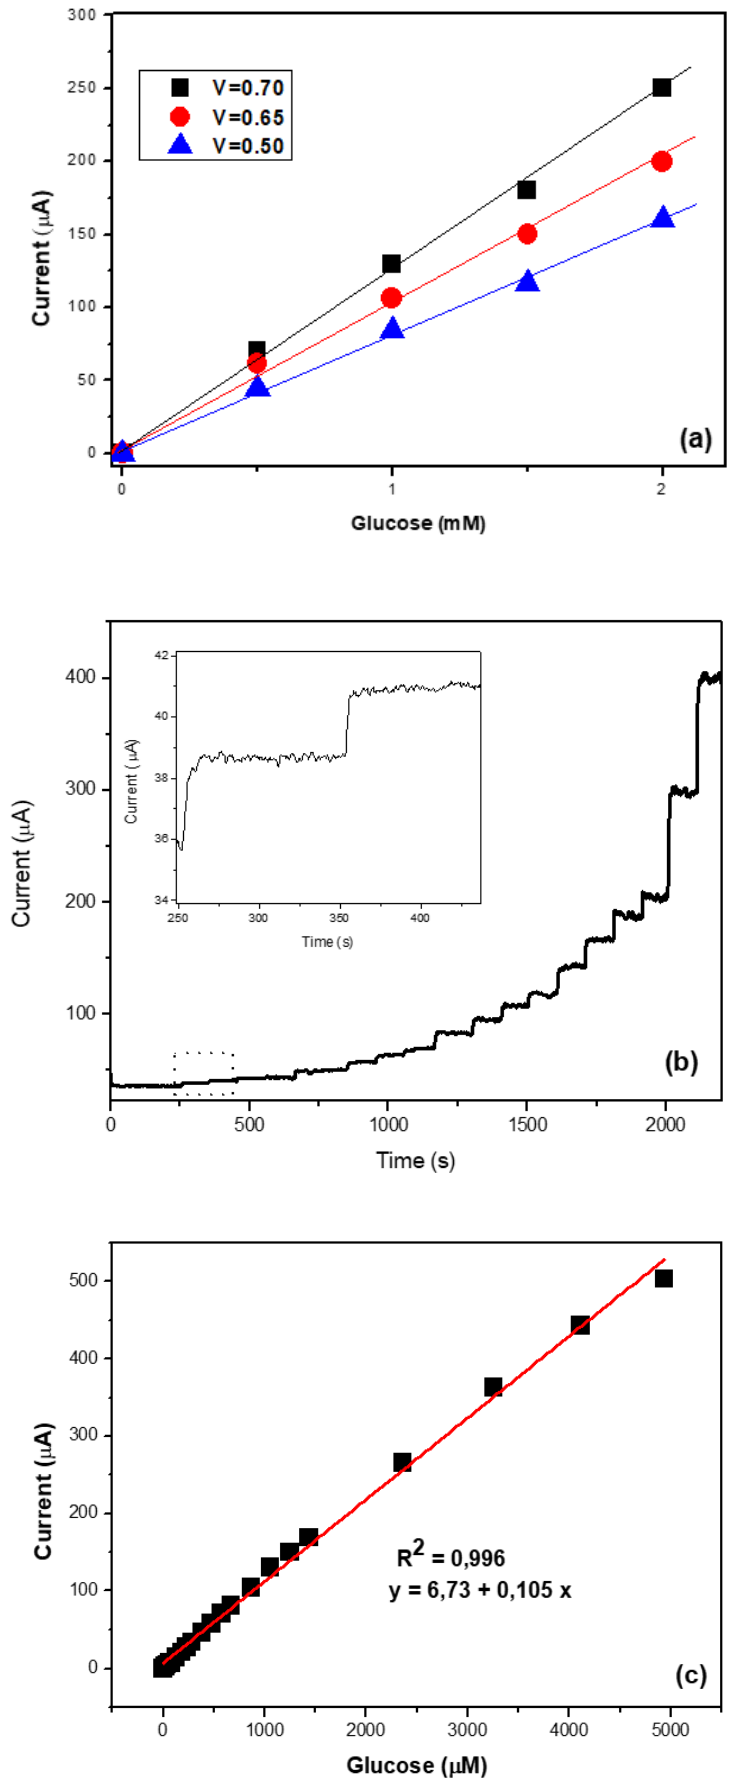 300
250
200
150
100
50
0
Current (μA)
V=0.70
V=0.65
V=0.50
(a)
0
1
2
Glucose (mM)
400
300
200
100
Current (μA)
42
41
39
38
36
34
Current ( μA)
250
300
350
400
Time (s)
(b)
0
500
1000
1500
2000
Time (s)
500
400
300
200
100
0
Current (μA)
R² = 0,996
y = 6,73 + 0,105 x
(c)
0
1000
2000
3000
4000
5000
Glucose (μM)